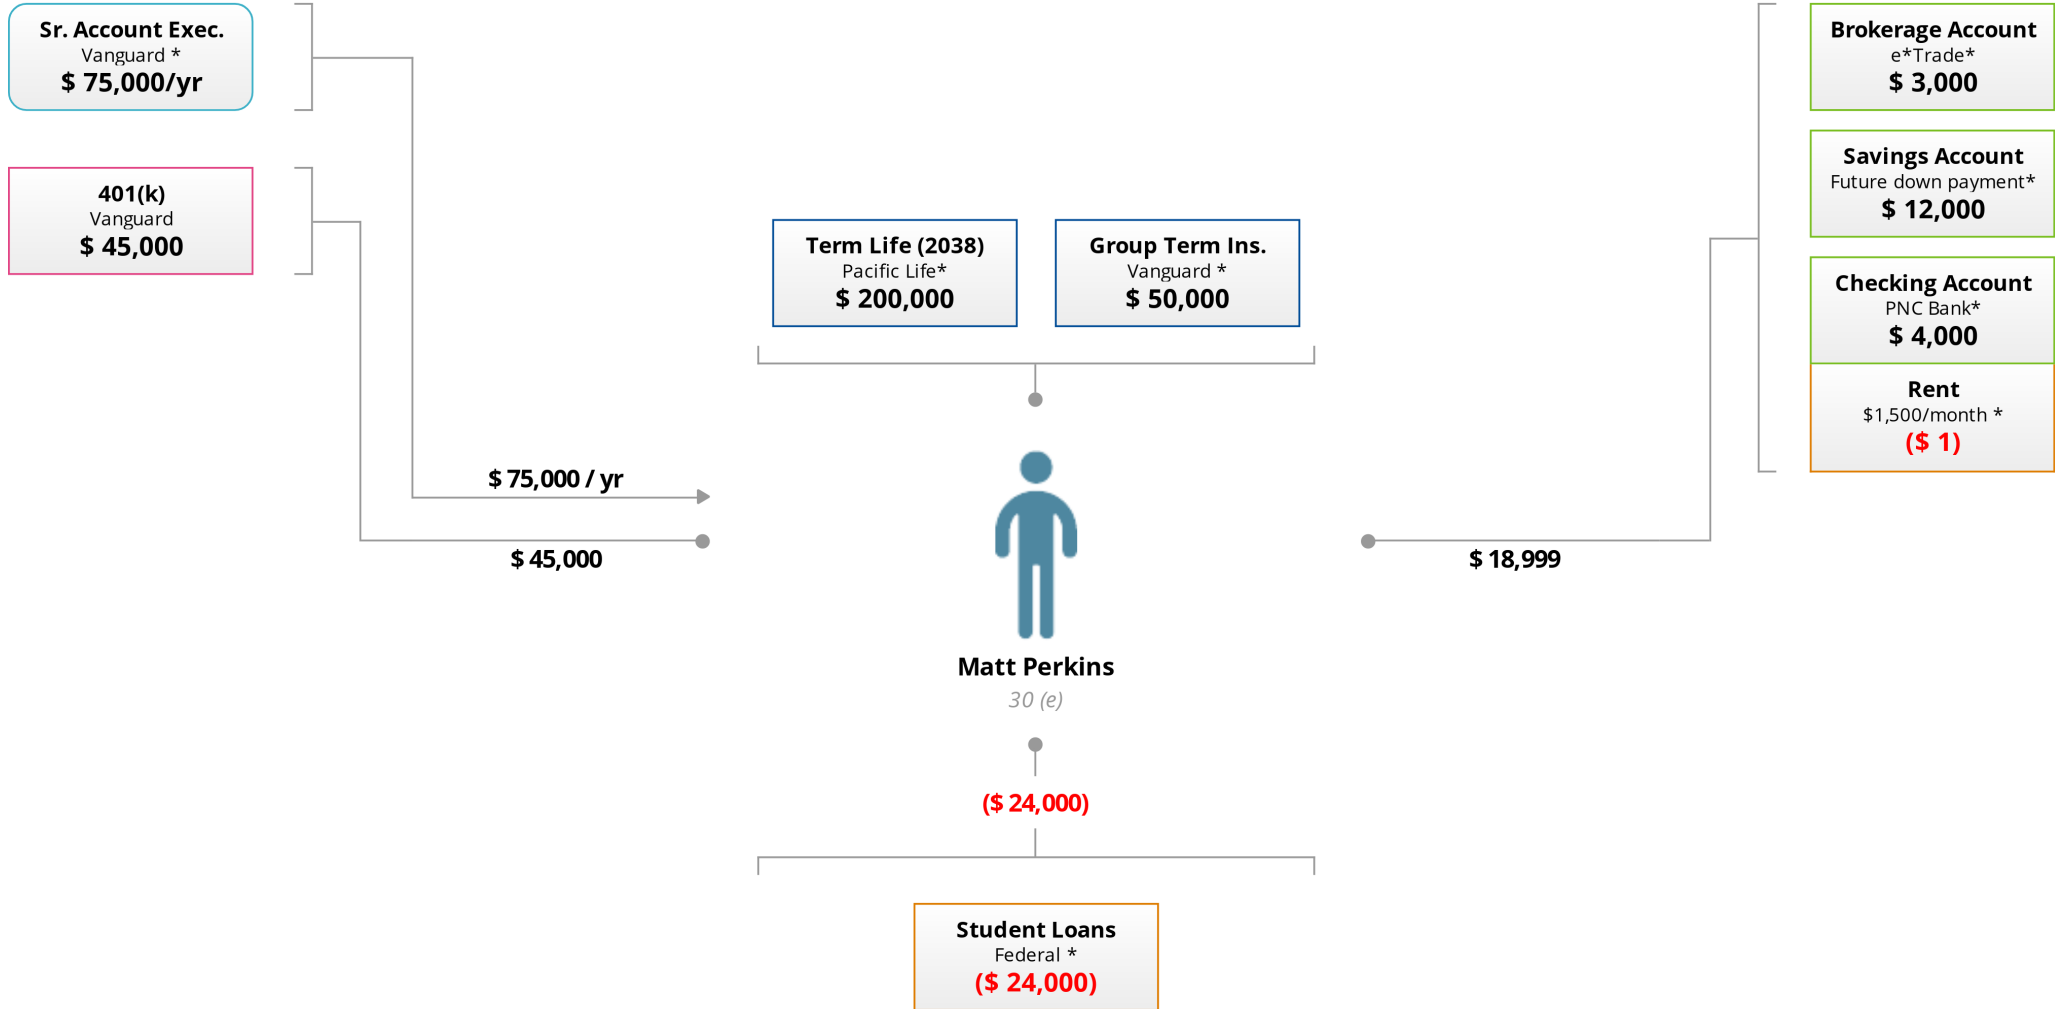 Sr. Account Exec.
Vanguard *
$ 75,000/yr
401(k)
Vanguard
$ 45,000
Term Life (2038)
Pacific Life*
$ 200,000
Group Term Ins.
Vanguard *
$ 50,000
Brokerage Account
e*Trade*
$ 3,000
Savings Account
Future down payment*
$ 12,000
Checking Account
PNC Bank*
$ 4,000
Rent
$1,500/month *
($ 1)
$ 75,000 / yr
$ 45,000
$ 18,999
Matt Perkins
30 (e)
($ 24,000)
Student Loans
Federal *
($ 24,000)